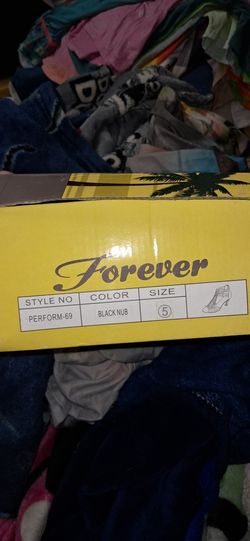 Forever
STYLE NO COLOR SIZE
PERFORM-69 BLACK NUB 5